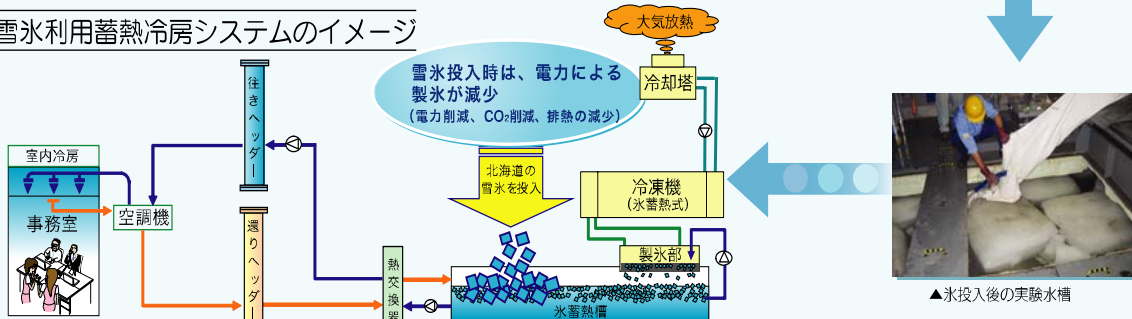 雪氷利用蓄熱冷房システムのイメージ
大気放熱
冷却塔
雪氷投入時は、電力による
製氷が減少
（電力削減、CO₂削減、排熱の減少）
往きヘッダー
室内冷房
事務室
空調機
北海道の
雪氷を投入
冷凍機
（氷蓄熱式）
還りヘッダー
熱交換器
製氷部
氷蓄熱槽
▲氷投入後の実験水槽